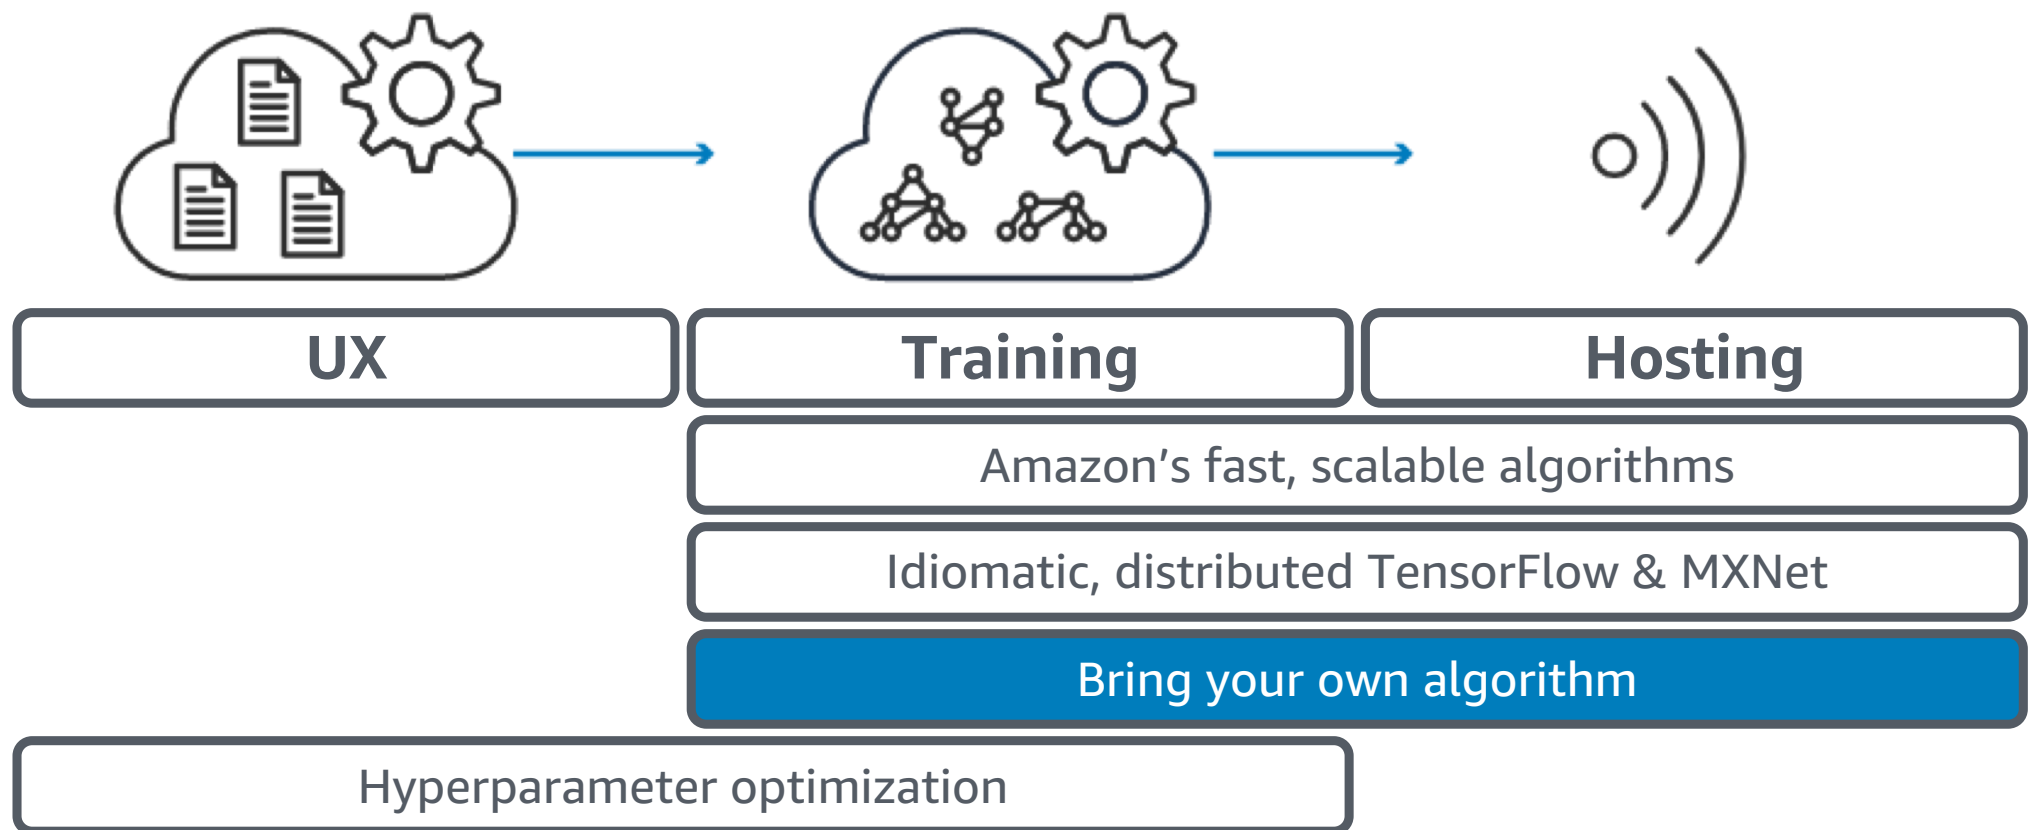 UX
Training
Hosting
Amazon’s fast, scalable algorithms
Idiomatic, distributed TensorFlow & MXNet
Bring your own algorithm
Hyperparameter optimization